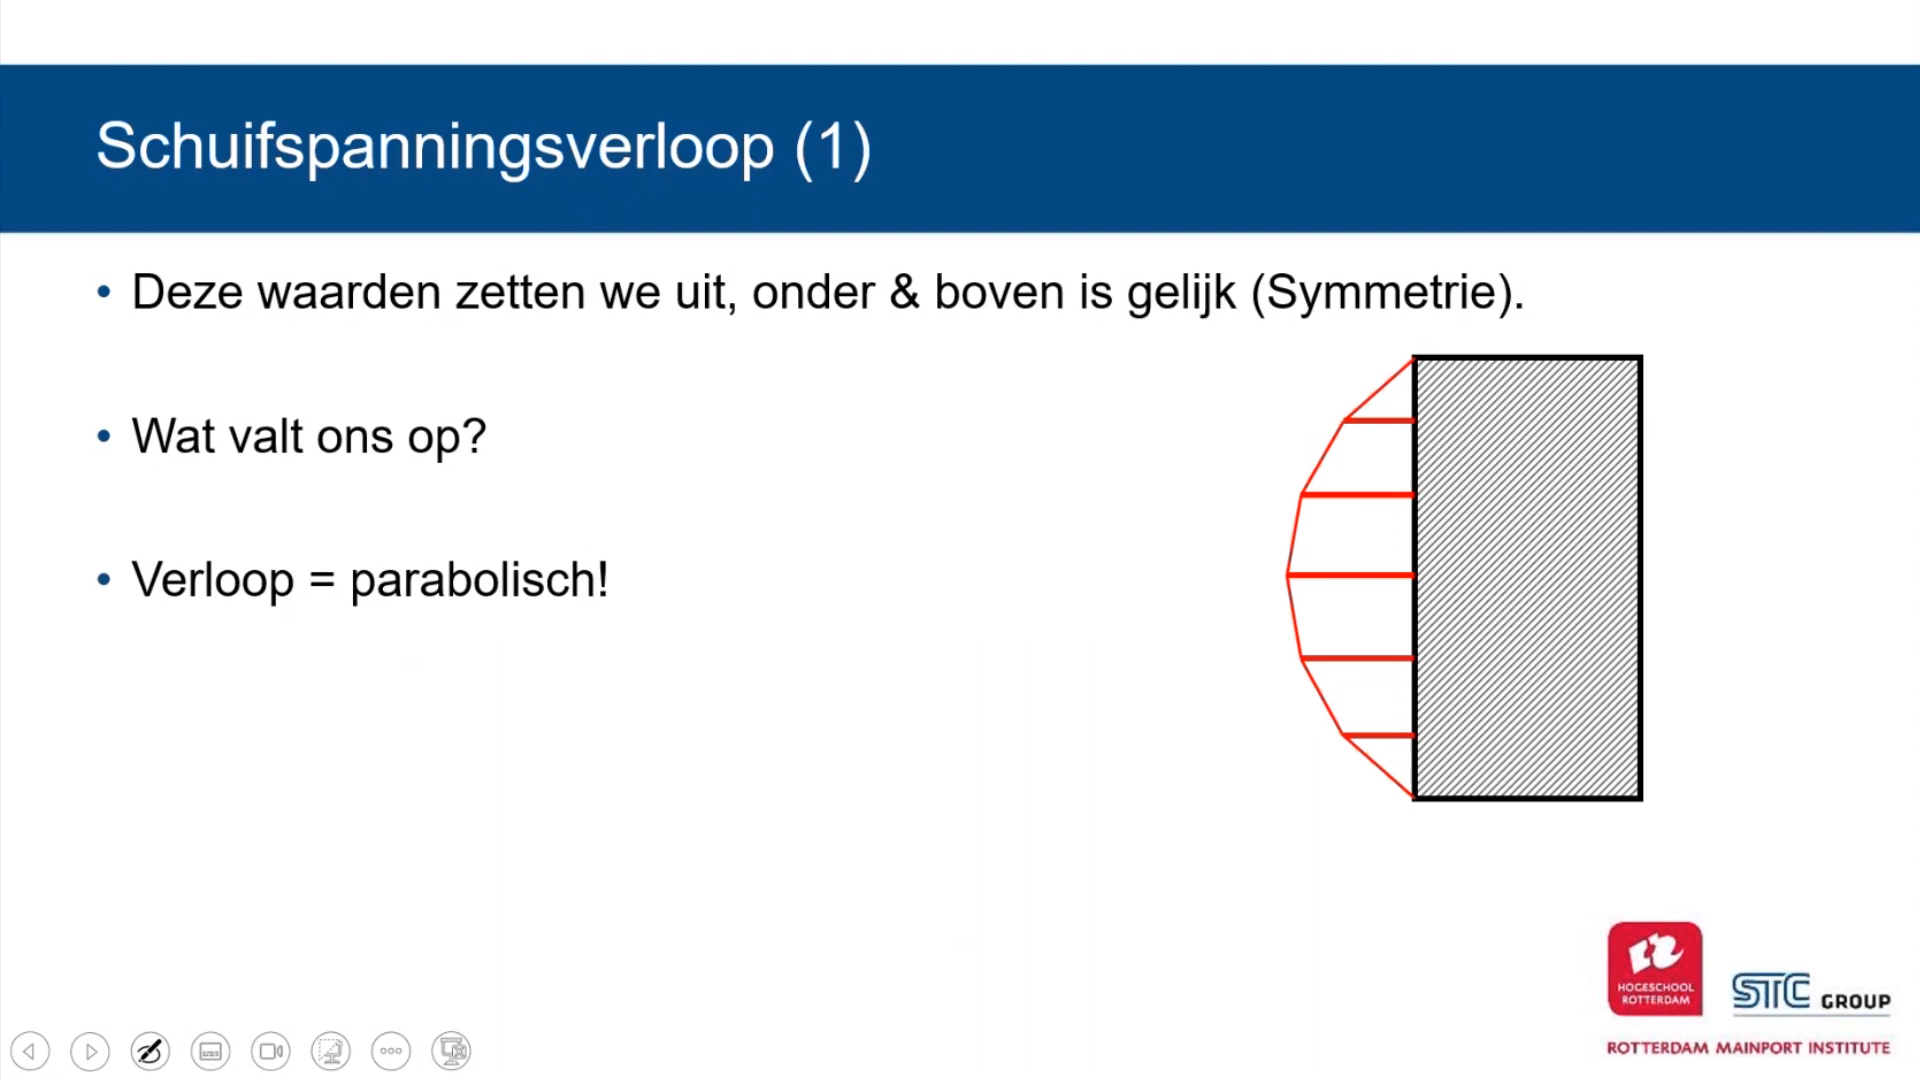 Schuifspanningsverloop (1)
• Deze waarden zetten we uit, onder & boven is gelijk (Symmetrie).
• Wat valt ons op?
• Verloop = parabolisch!
HOGESCHOOL
ROTTERDAM
STC GROUP
ROTTERDAM MAINPORT INSTITUTE